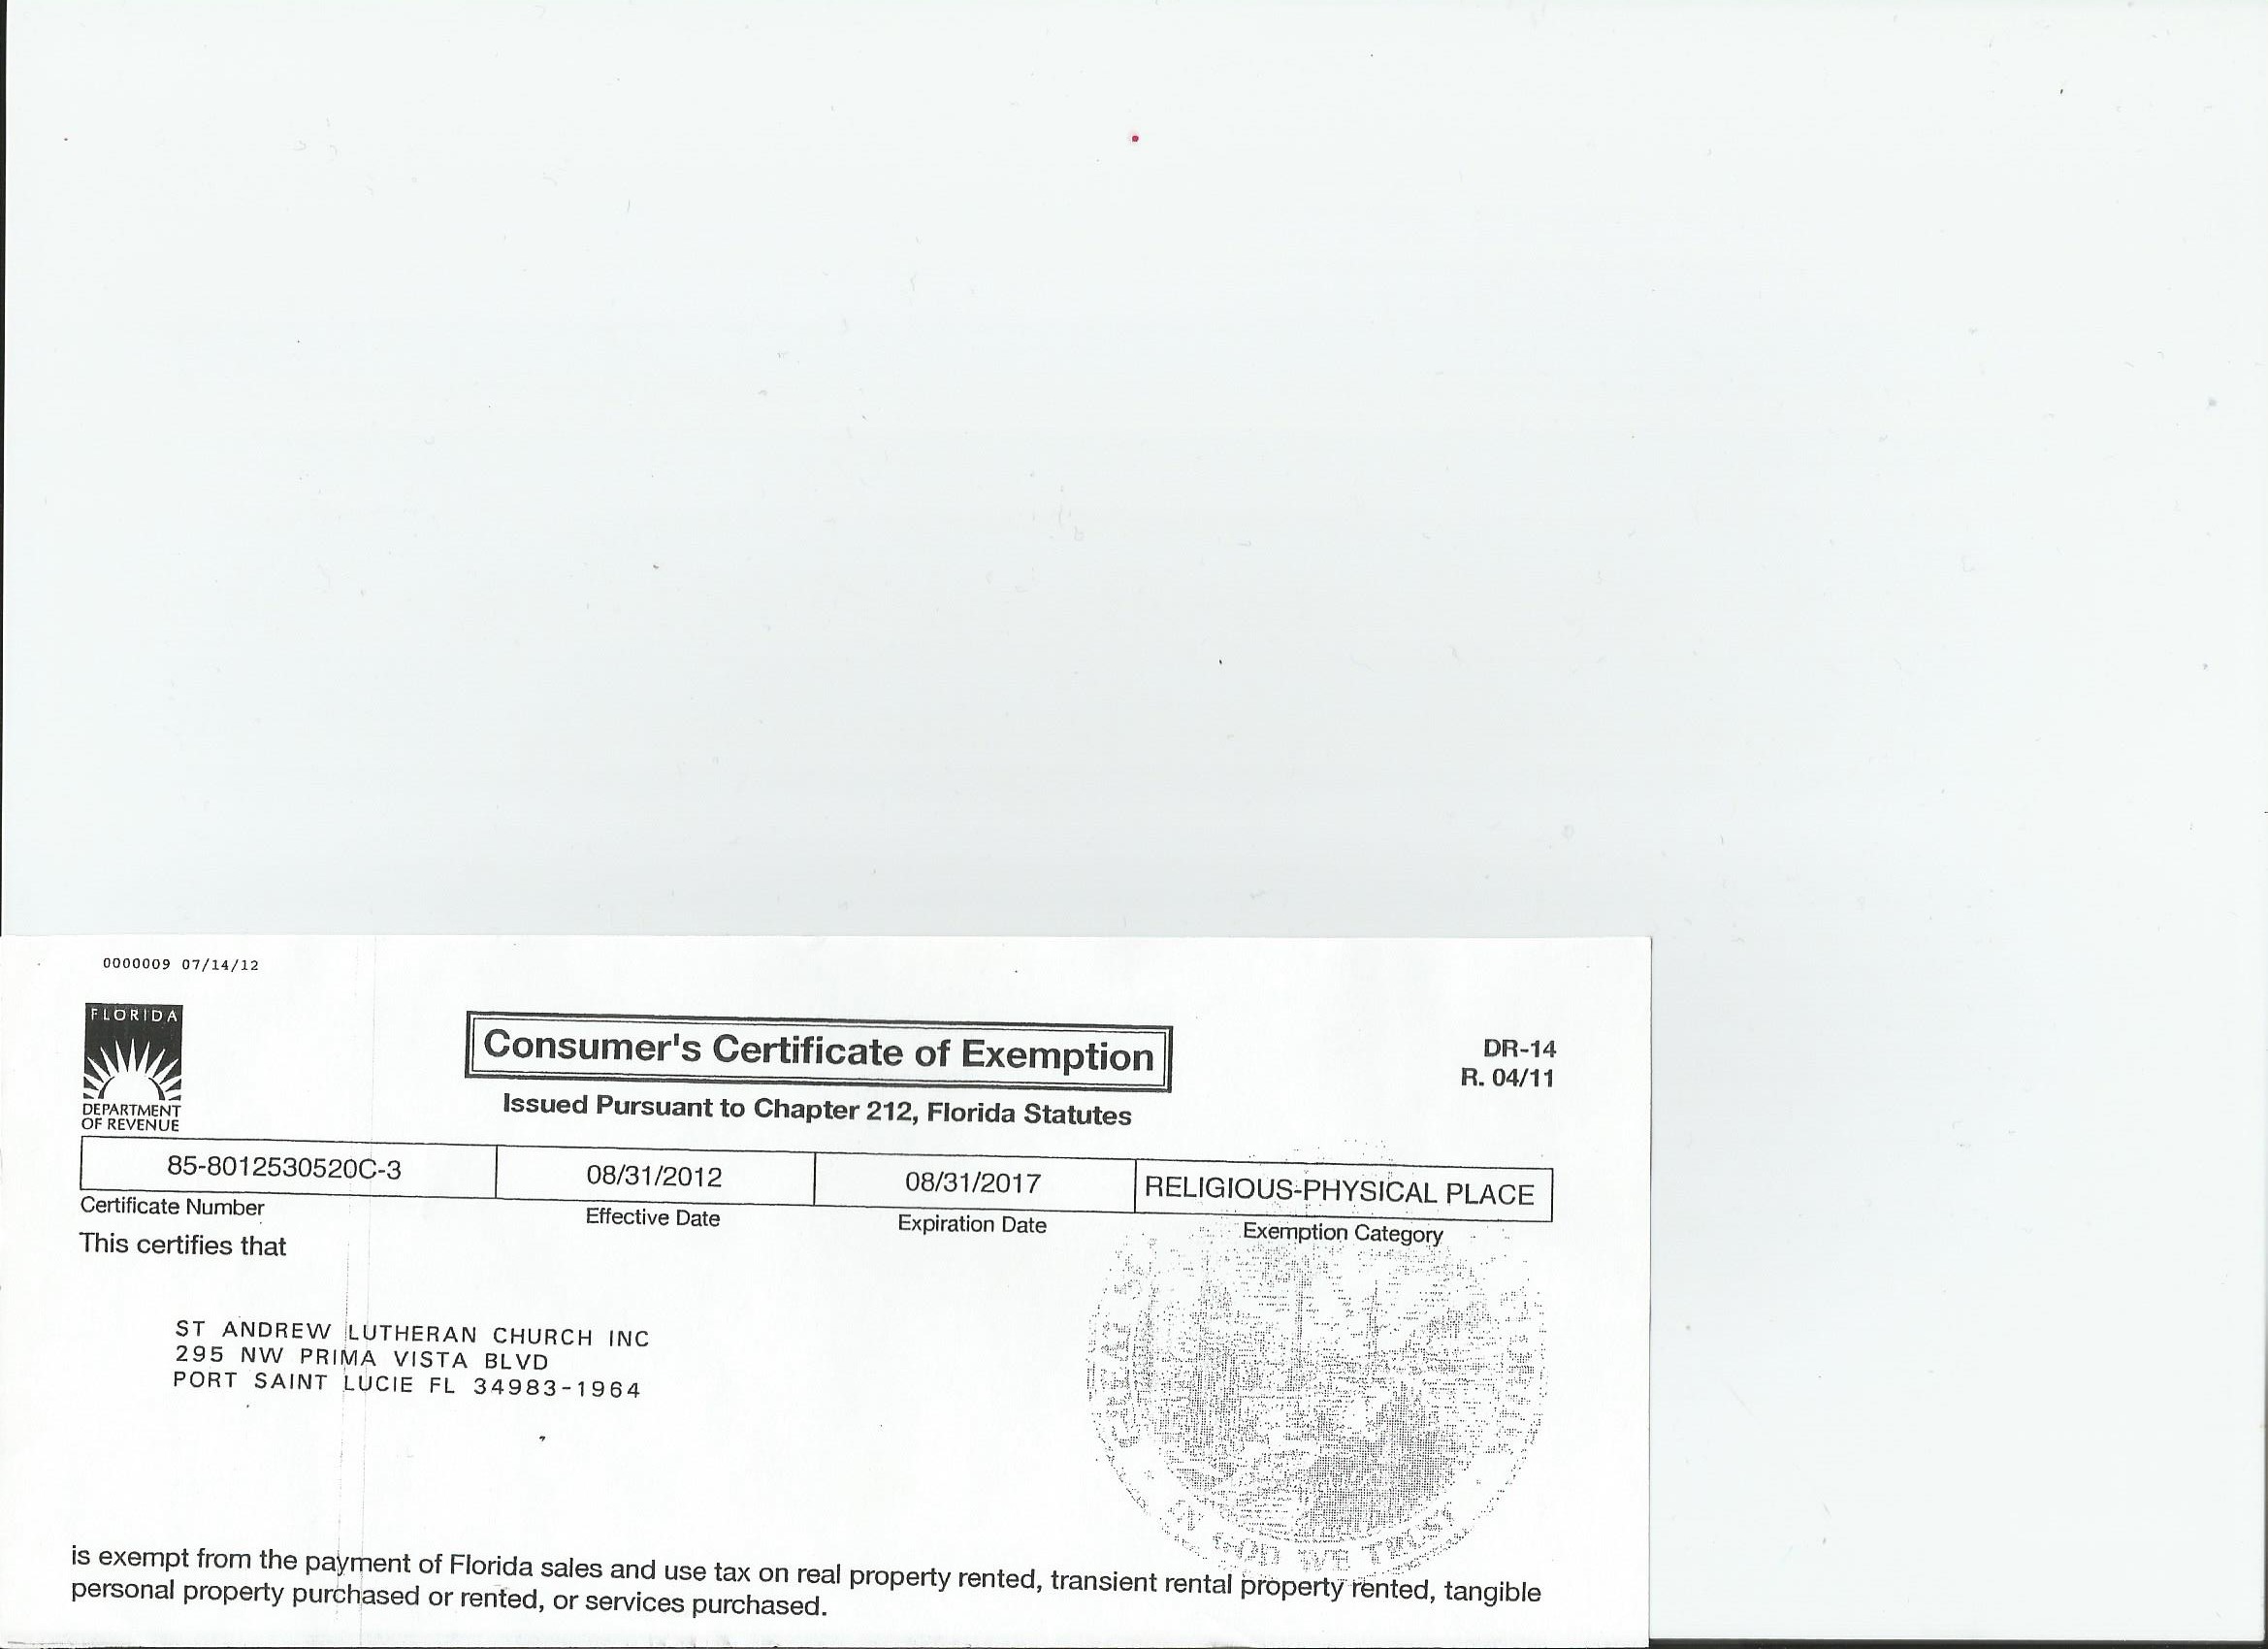 0000009 07/14/12
FLORIDA
DEPARTMENT
OF REVENUE
Consumer's Certificate of Exemption
Issued Pursuant to Chapter 212, Florida Statutes
DR-14
R. 04/11
85-8012530520C-3
08/31/2012
08/31/2017
RELIGIOUS-PHYSICAL PLACE
Certificate Number
Effective Date
Expiration Date
Exemption Category
This certifies that
ST ANDREW LUTHERAN CHURCH INC
295 NW PRIMA VISTA BLVD
PORT SAINT LUCIE FL 34983-1964
IN GOD WE TRUST
is exempt from the payment of Florida sales and use tax on real property rented, transient rental property rented, tangible
personal property purchased or rented, or services purchased.